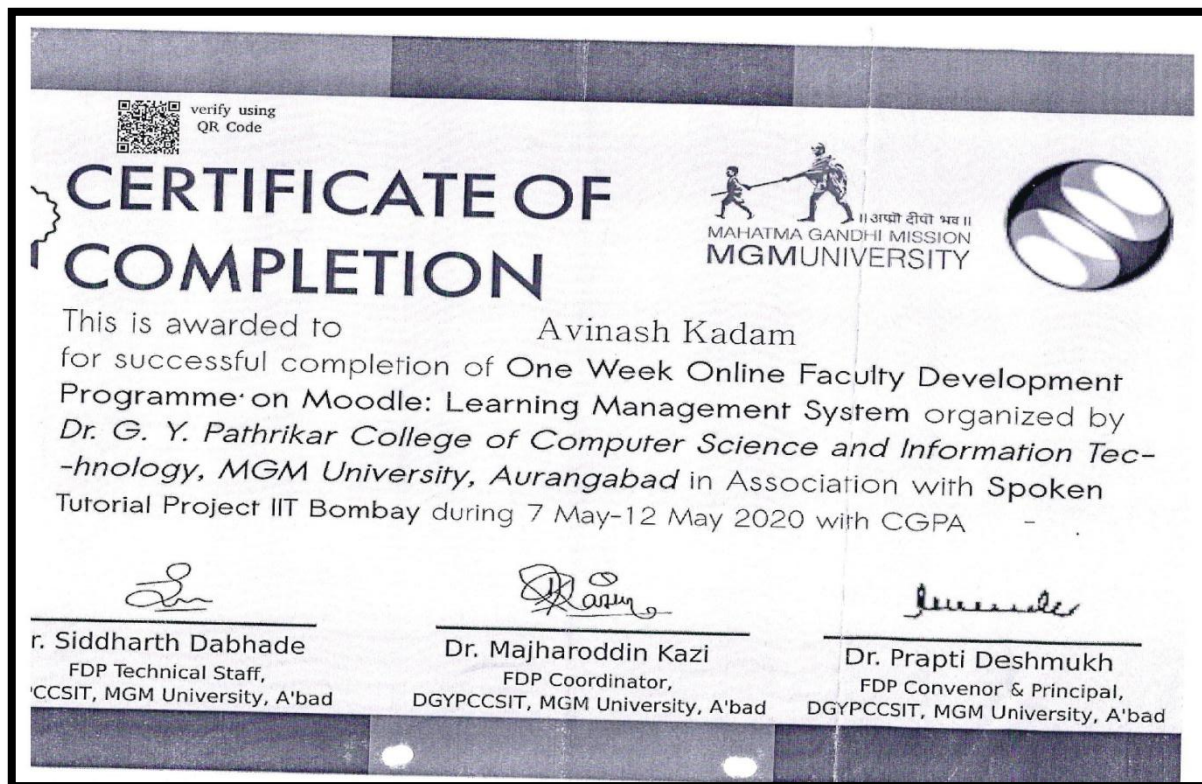 verify using
QR Code
CERTIFICATE OF
COMPLETION
॥अप्पो दीपो भव॥
MAHATMA GANDHI MISSION
MGMUNIVERSITY
This is awarded to Avinash Kadam
for successful completion of One Week Online Faculty Development
Programme on Moodle: Learning Management System organized by
Dr. G. Y. Pathrikar College of Computer Science and Information Tec-
-hnology, MGM University, Aurangabad in Association with Spoken
Tutorial Project IIT Bombay during 7 May-12 May 2020 with CGPA -
r. Siddharth Dabhade
FDP Technical Staff,
PCCSIT, MGM University, A'bad
Dr. Majharoddin Kazi
FDP Coordinator,
DGYPCCSIT, MGM University, A'bad
Dr. Prapti Deshmukh
FDP Convenor & Principal,
DGYPCCSIT, MGM University, A'bad